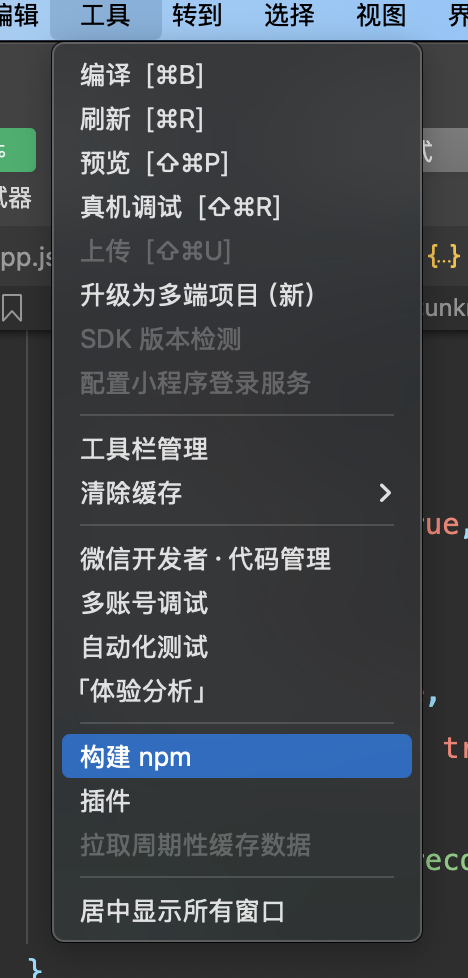 编辑 工具 转到 选择 视图 界
编译 [⌘B]
刷新 [⌘R]
预览 [⇧⌘P]
真机调试 [⇧⌘R]
上传 [⇧⌘U]
升级为多端项目（新）
SDK 版本检测
配置小程序登录服务
工具栏管理
清除缓存
微信开发者·代码管理
多账号调试
自动化测试
「体验分析」
构建 npm
插件
拉取周期性缓存数据
居中显示所有窗口
试器
式
pp.js
{...}
unk
rue,
,
tr
reco
}